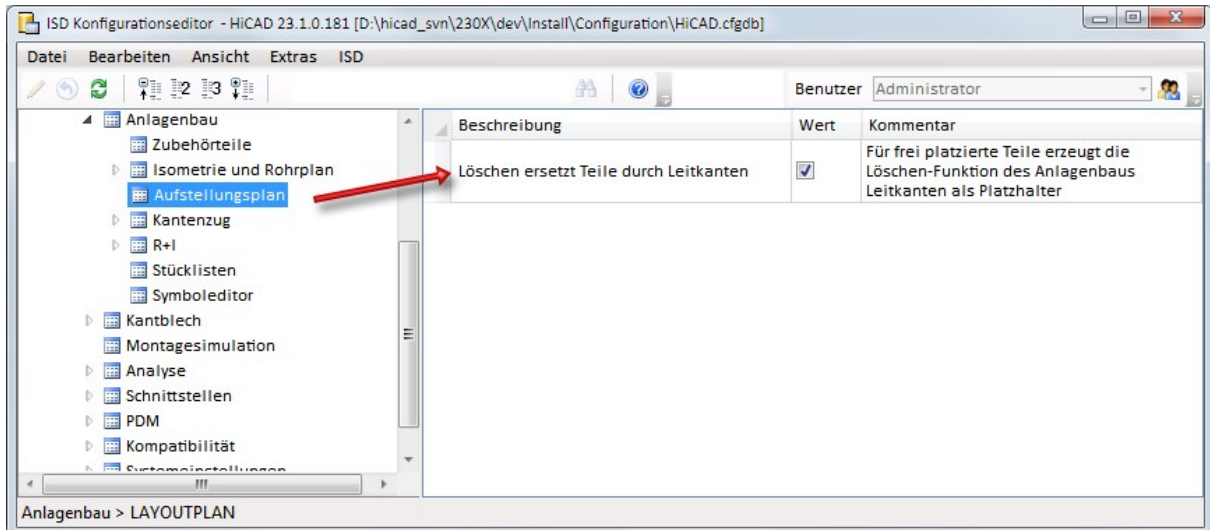 ISD Konfigurationseditor - HiCAD 23.1.0.181 [D:\hicad_svn\230X\dev\Install\Configuration\HiCAD.cfgdb]
Datei Bearbeiten Ansicht Extras ISD
2 3 Benutzer Administrator
Anlagenbau
Zubehörteile
Isometrie und Rohrplan
Aufstellungsplan
Kantenzug
R+I
Stücklisten
Symboleditor
Kantblech
Montagesimulation
Analyse
Schnittstellen
PDM
Kompatibilität
Systemeinstellungen
Beschreibung Wert Kommentar
Löschen ersetzt Teile durch Leitkanten
Für frei platzierte Teile erzeugt die
Löschen-Funktion des Anlagenbaus
Leitkanten als Platzhalter
Anlagenbau > LAYOUTPLAN